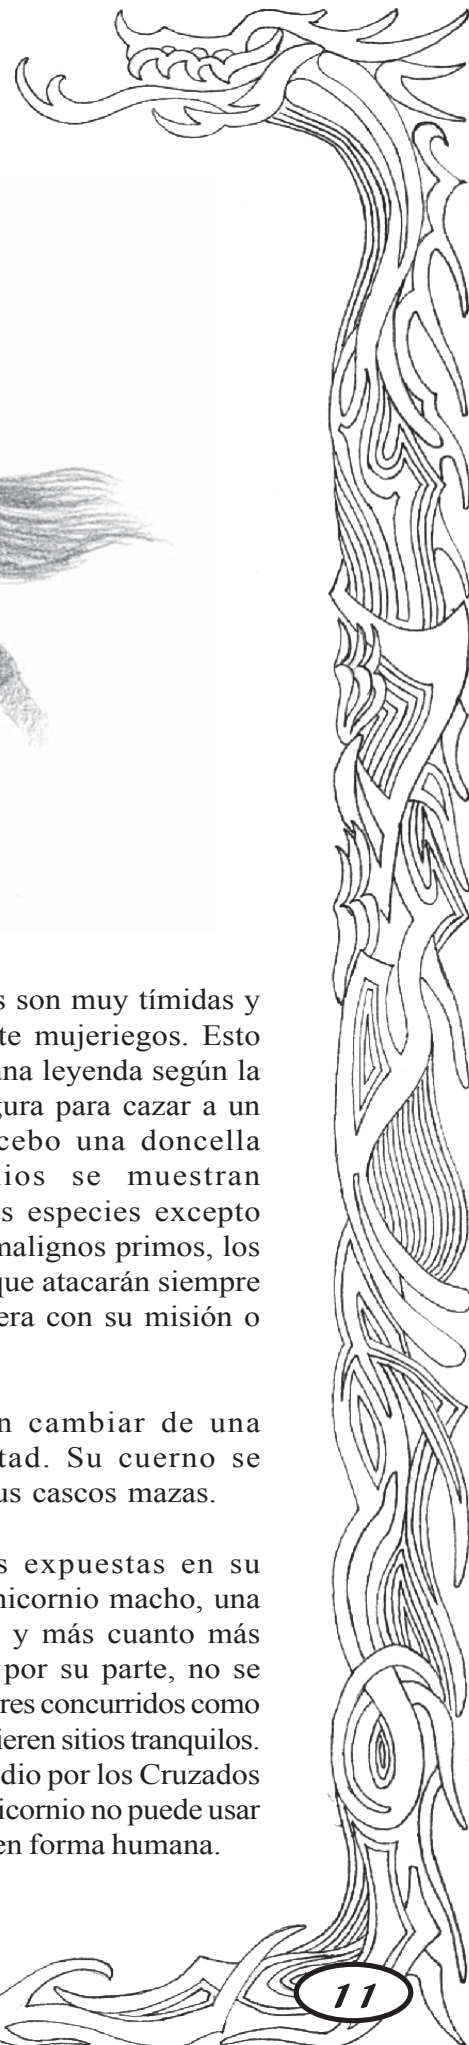 s son muy tímidas y
te mujeriegos. Esto
una leyenda según la
gura para cazar a un
cebo una doncella
ios se muestran
s especies excepto
malignos primos, los
que atacarán siempre
era con su misión o
n cambiar de una
tad. Su cuerno se
us cascos mazas.
s expuestas en su
nicornio macho, una
y más cuanto más
por su parte, no se
res concurridos como
ieren sitios tranquilos.
dio por los Cruzados
icornio no puede usar
en forma humana.
11